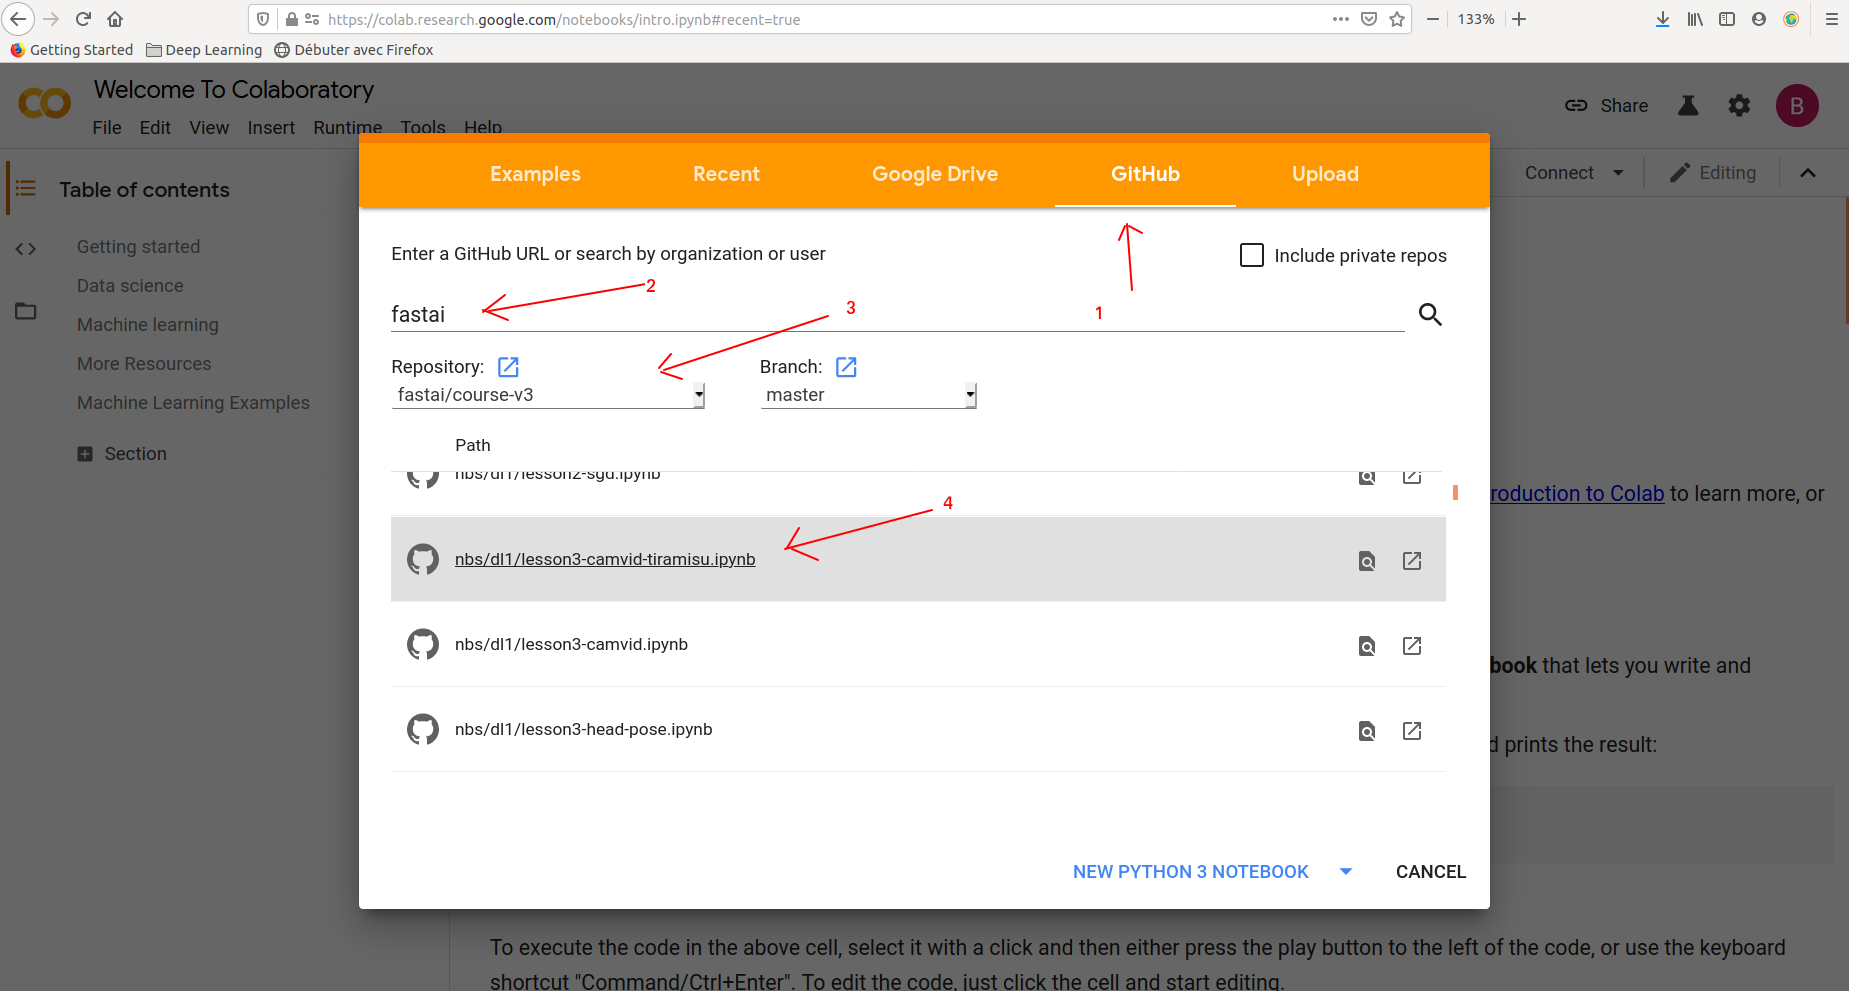 https://colab.research.google.com/notebooks/intro.ipynb#recent=true
133%
Getting Started
Deep Learning
Débuter avec Firefox
Welcome To Colaboratory
File Edit View Insert Runtime Tools Help
Share
B
Examples Recent Google Drive GitHub Upload
Connect
Editing
Table of contents
Getting started
Data science
Machine learning
More Resources
Machine Learning Examples
Section
Enter a GitHub URL or search by organization or user
Include private repos
2
3
1
fastai
Repository:
Branch:
fastai/course-v3
master
Path
nbs/dl1/lesson2-sgd.ipynb
roduction to Colab to learn more, or
4
nbs/dl1/lesson3-camvid-tiramisu.ipynb
nbs/dl1/lesson3-camvid.ipynb
book that lets you write and
nbs/dl1/lesson3-head-pose.ipynb
d prints the result:
NEW PYTHON 3 NOTEBOOK
CANCEL
To execute the code in the above cell, select it with a click and then either press the play button to the left of the code, or use the keyboard
shortcut "Command/Ctrl+Enter". To edit the code, just click the cell and start editing.